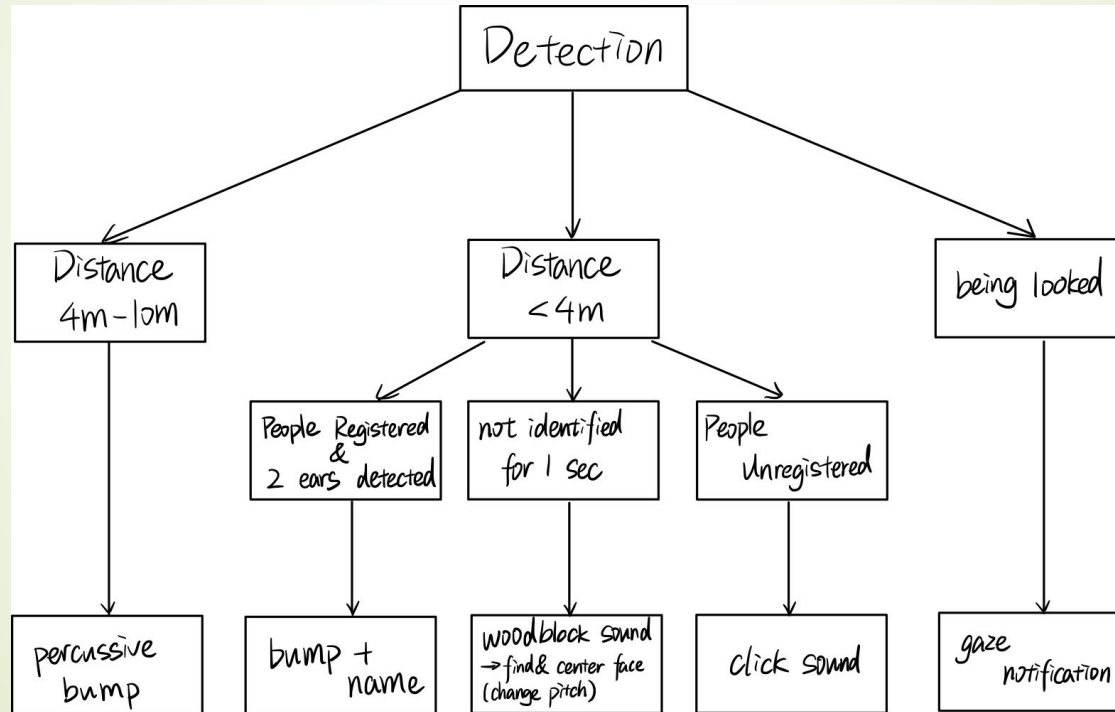 Detection
Distance
4m-10m
Distance
<4m
being looked
People Registered
&
2 ears detected
not identified
for 1 sec
People
Unregistered
percussive
bump
bump +
name
woodblock sound
→find& center face
(change pitch)
click sound
gaze
notification